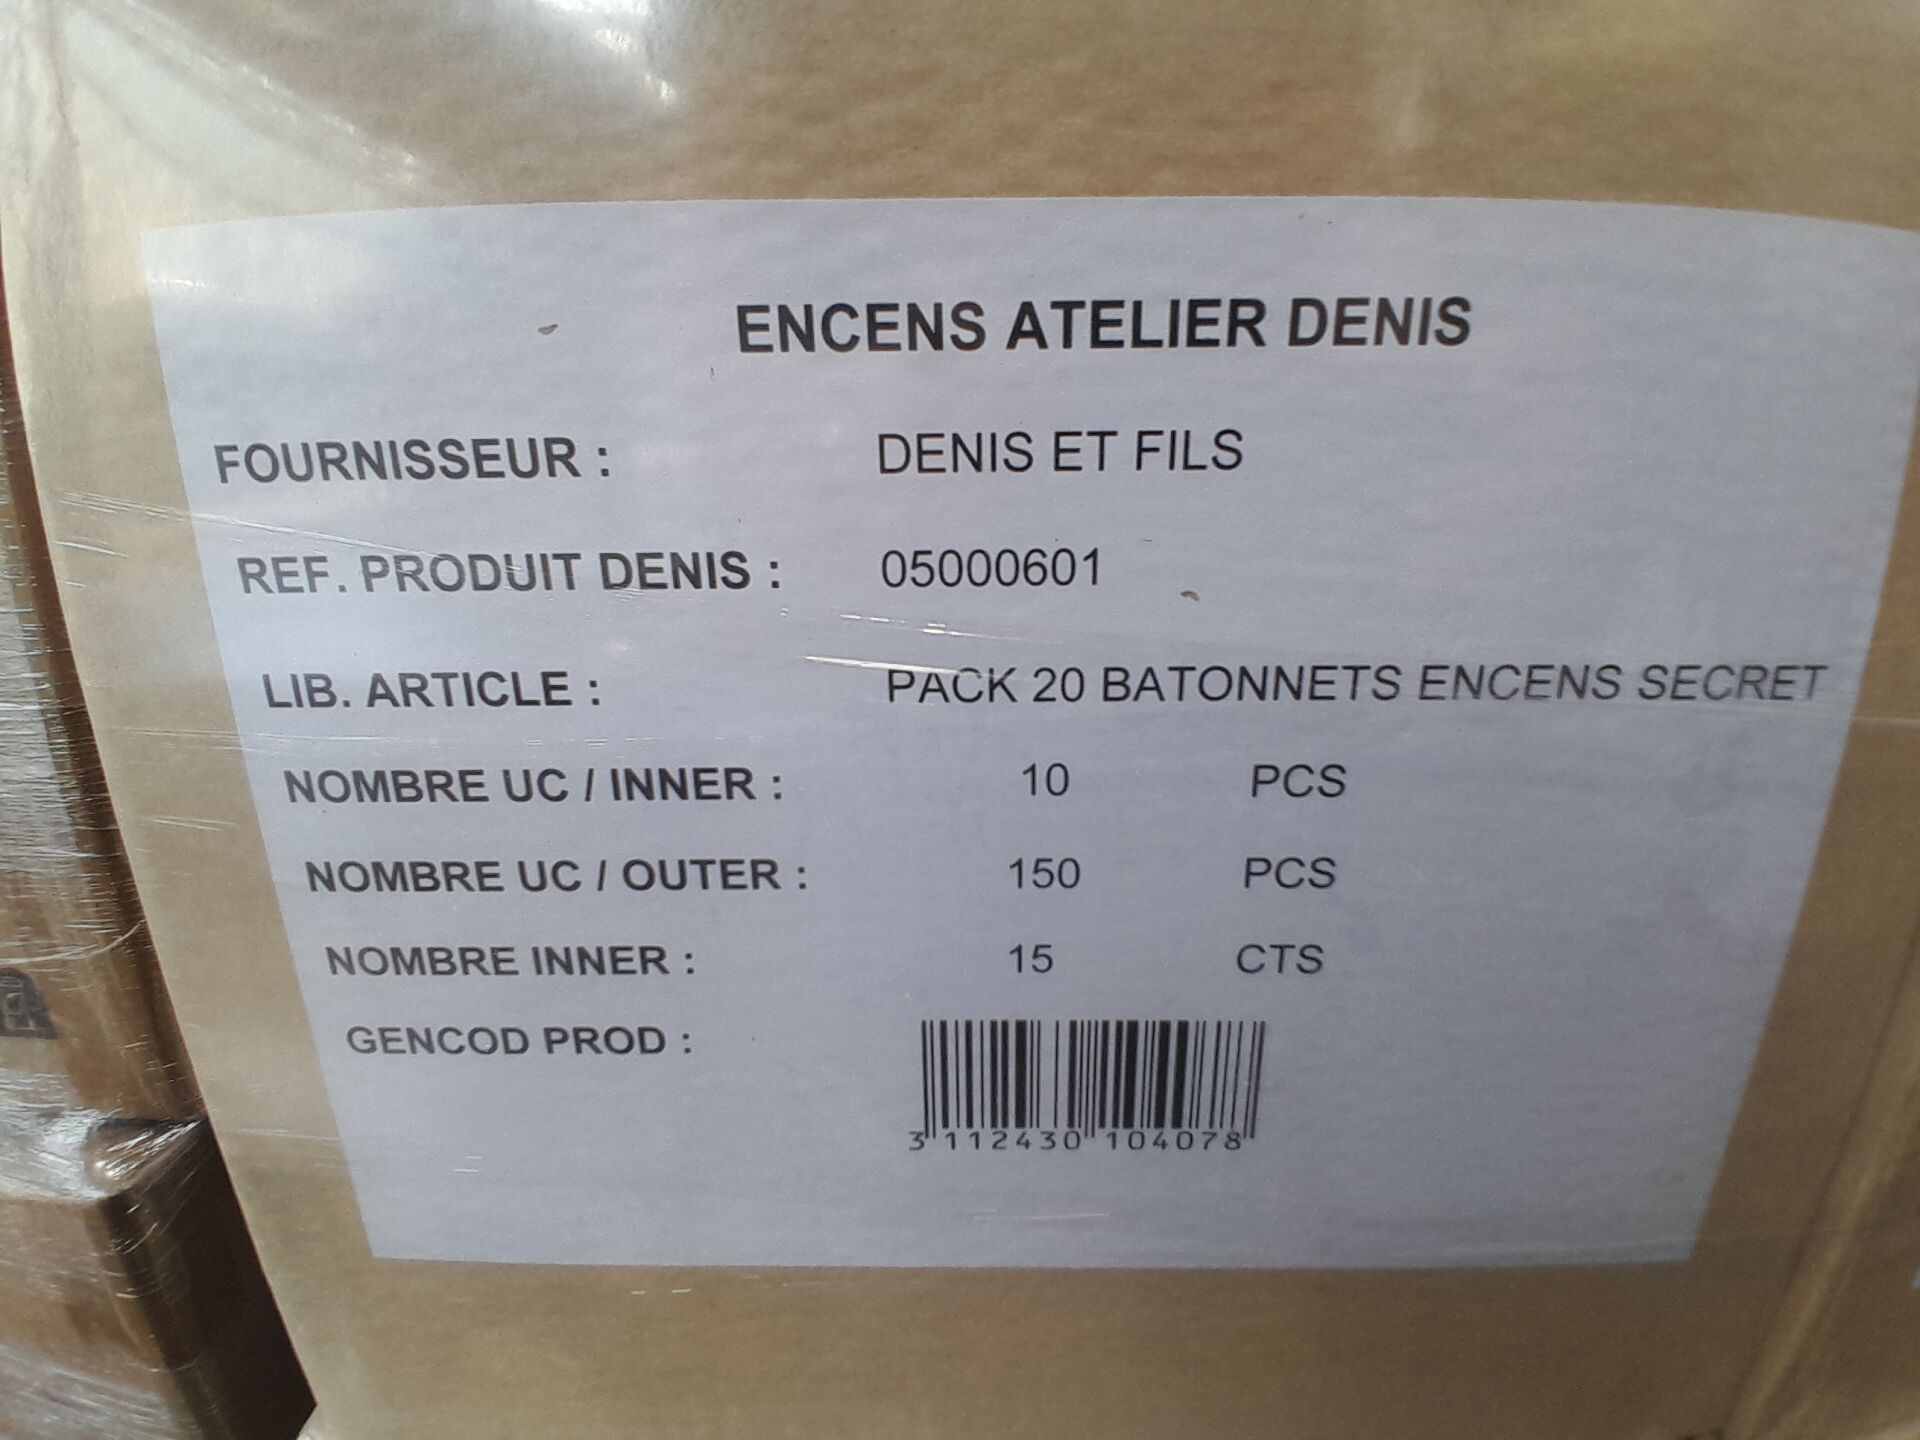 ENCENS ATELIER DENIS
FOURNISSEUR : DENIS ET FILS
REF. PRODUIT DENIS : 05000601
LIB. ARTICLE : PACK 20 BATONNETS ENCENS SECRET
NOMBRE UC / INNER : 10 PCS
NOMBRE UC / OUTER : 150 PCS
NOMBRE INNER : 15 CTS
GENCOD PROD :
3 112430 104078